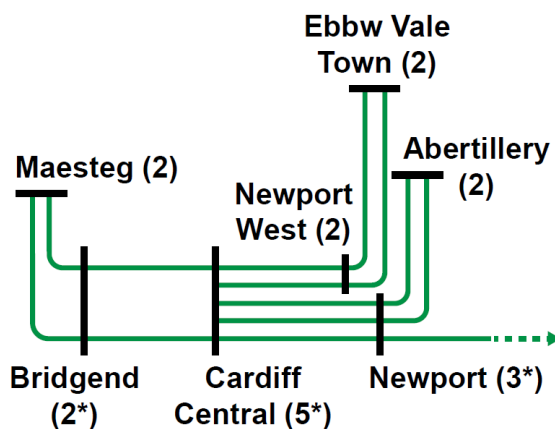 Ebbw Vale
Town (2)
Maesteg (2)
Abertillery
(2)
Newport
West (2)
Bridgend
(2*)
Cardiff
Central (5*)
Newport (3*)